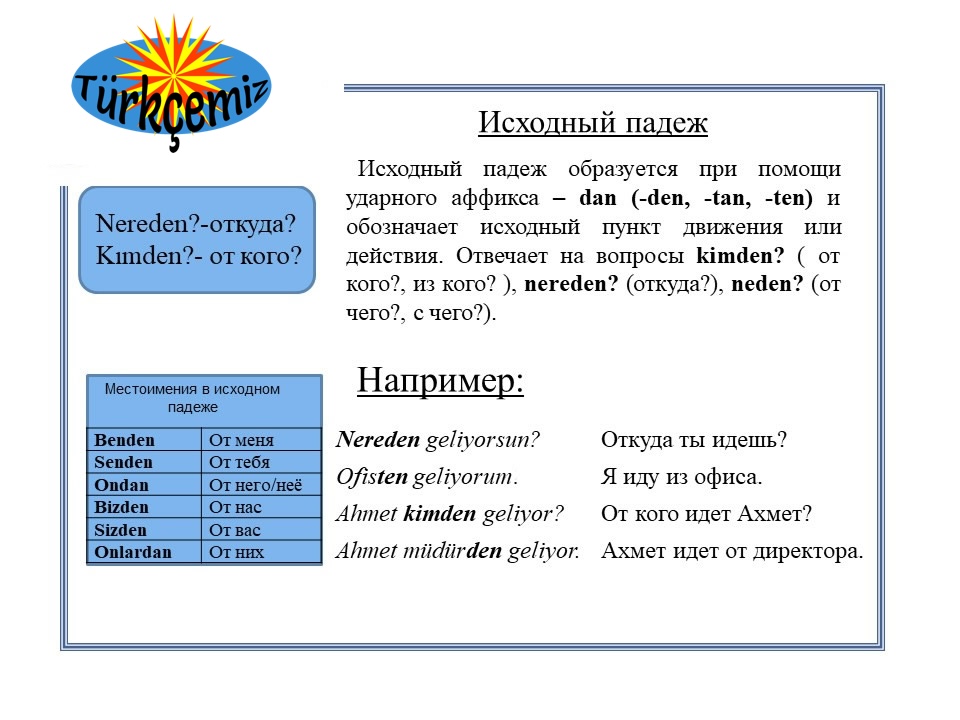 Türkçemiz
Исходный падеж
Исходный падеж образуется при помощи
ударного аффикса – dan (-den, -tan, -ten) и
обозначает исходный пункт движения или
действия. Отвечает на вопросы kimden? ( от
кого?, из кого? ), nereden? (откуда?), neden? (от
чего?, с чего?).
Nereden?-откуда?
Kımden?- от кого?
Местоимения в исходном
падеже
Benden От меня
Senden От тебя
Ondan От него/неё
Bizden От нас
Sizden От вас
Onlardan От них
Например:
Nereden geliyorsun? Откуда ты идешь?
Ofisten geliyorum. Я иду из офиса.
Ahmet kimden geliyor? От кого идет Ахмет?
Ahmet müdürden geliyor. Ахмет идет от директора.